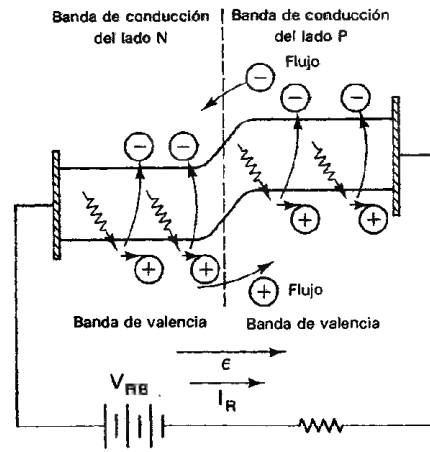 Banda de conducción
del lado N
Banda de conducción
del lado P
Flujo
Flujo
Banda de valencia
Banda de valencia
ϵ
V_RB
I_R